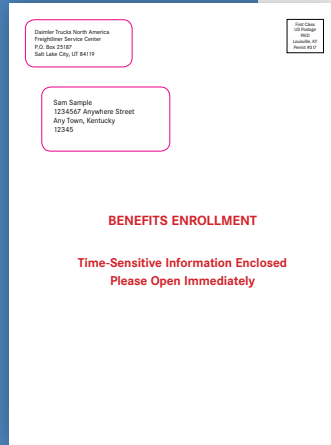 Daimler Trucks North America
Freightliner Service Center
P.O. Box 25187
Salt Lake City, UT 84119
First Class
US Postage
PAID
Louisville, KY
Permit #217
Sam Sample
1234567 Anywhere Street
Any Town, Kentucky
12345
BENEFITS ENROLLMENT
Time-Sensitive Information Enclosed
Please Open Immediately